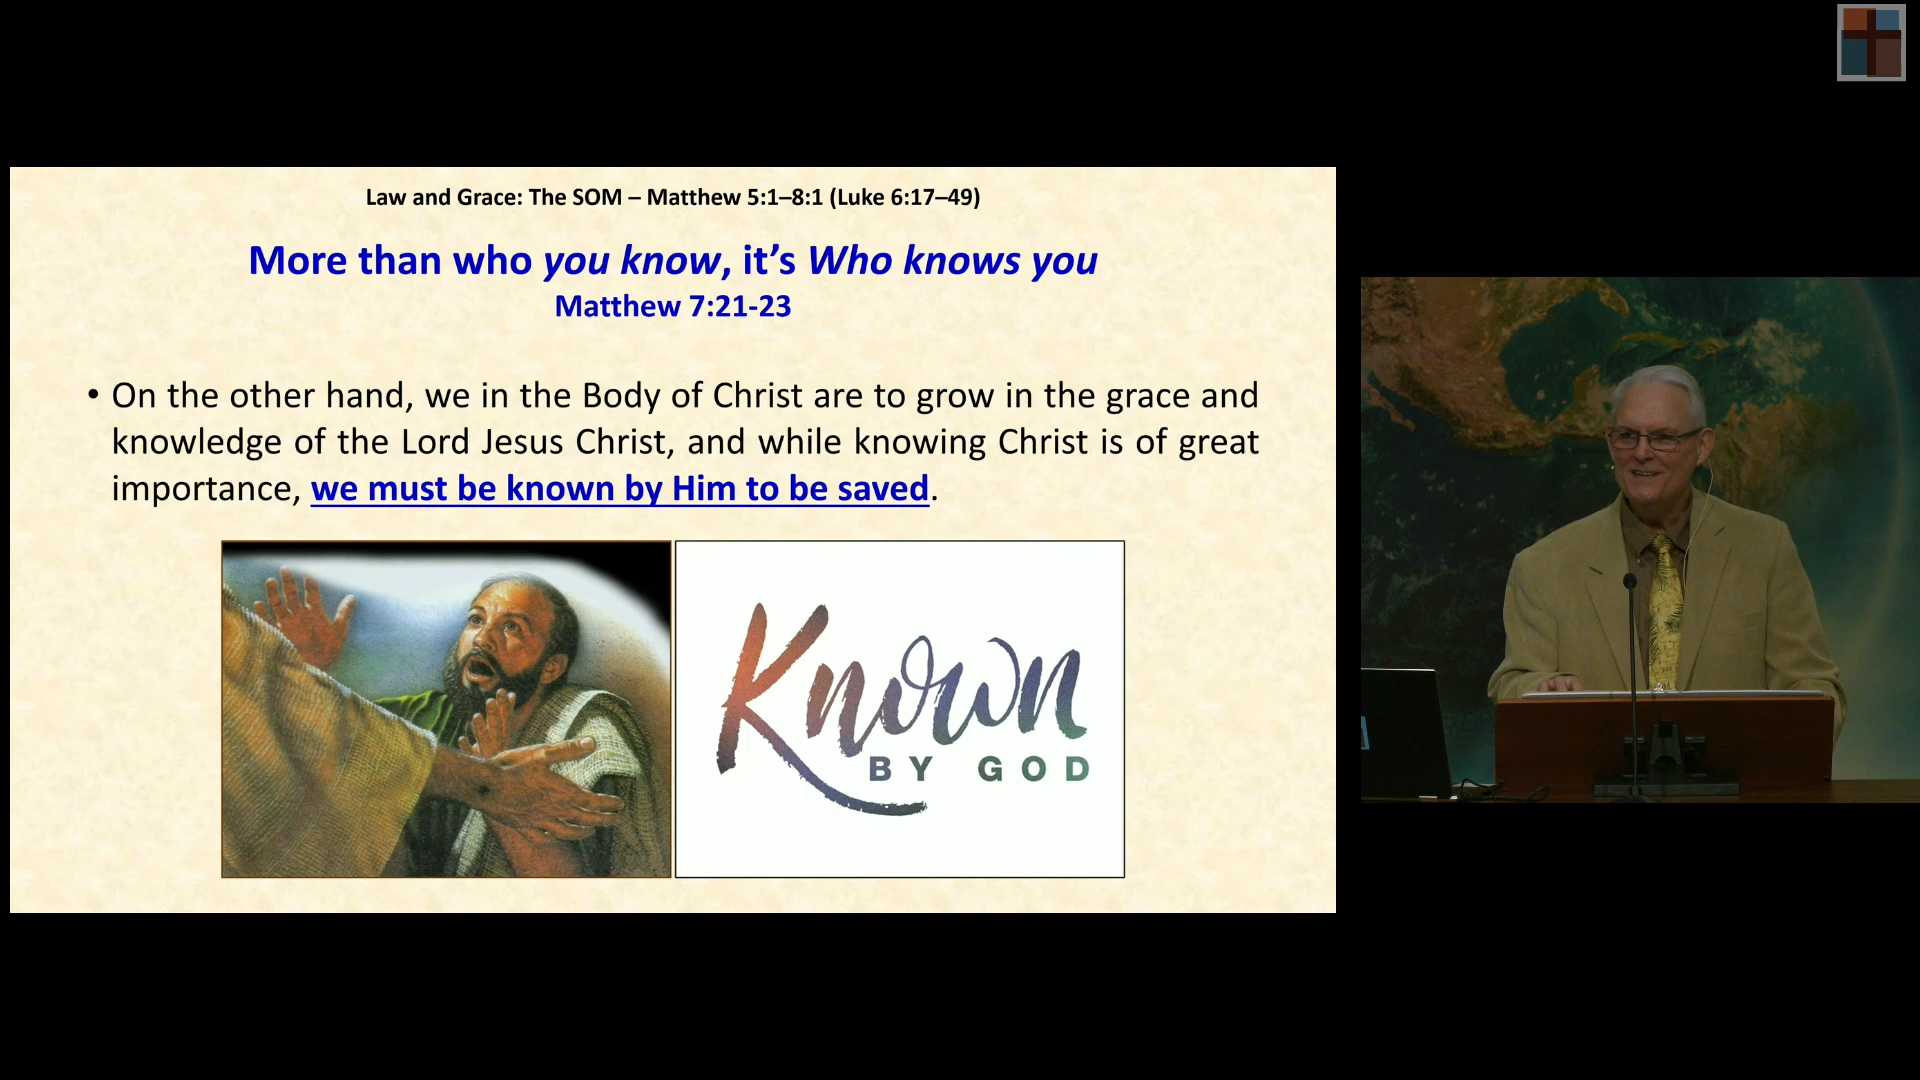 Law and Grace: The SOM – Matthew 5:1–8:1 (Luke 6:17–49)
More than who you know, it’s Who knows you
Matthew 7:21-23
• On the other hand, we in the Body of Christ are to grow in the grace and
knowledge of the Lord Jesus Christ, and while knowing Christ is of great
importance, we must be known by Him to be saved.
Known
BY GOD